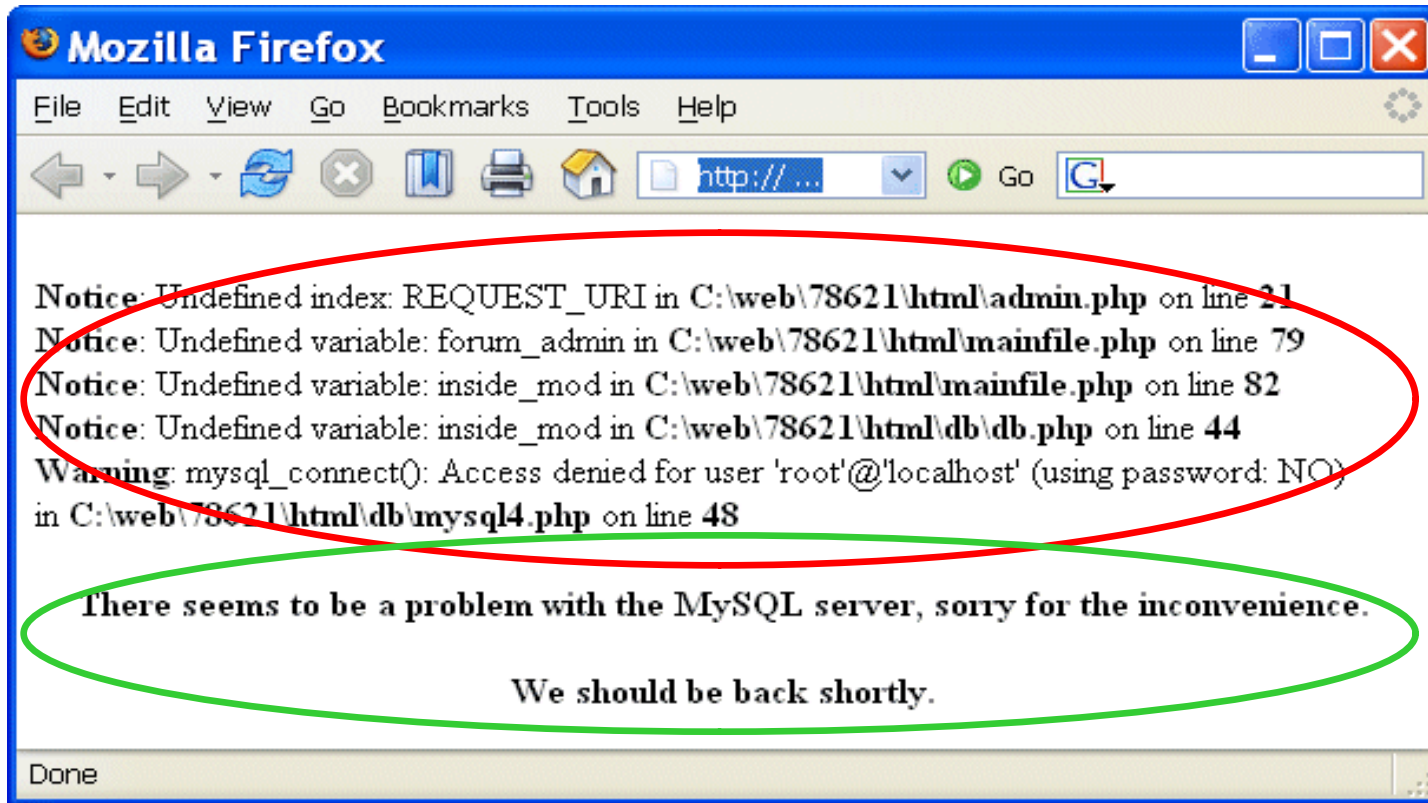 Mozilla Firefox
File Edit View Go Bookmarks Tools Help
http:// ... Go G
Notice: Undefined index: REQUEST_URI in C:\web\78621\html\admin.php on line 21
Notice: Undefined variable: forum_admin in C:\web\78621\html\mainfile.php on line 79
Notice: Undefined variable: inside_mod in C:\web\78621\html\mainfile.php on line 82
Notice: Undefined variable: inside_mod in C:\web\78621\html\db\db.php on line 44
Warning: mysql_connect(): Access denied for user 'root'@'localhost' (using password: NO)
in C:\web\78621\html\db\mysql4.php on line 48
There seems to be a problem with the MySQL server, sorry for the inconvenience.
We should be back shortly.
Done